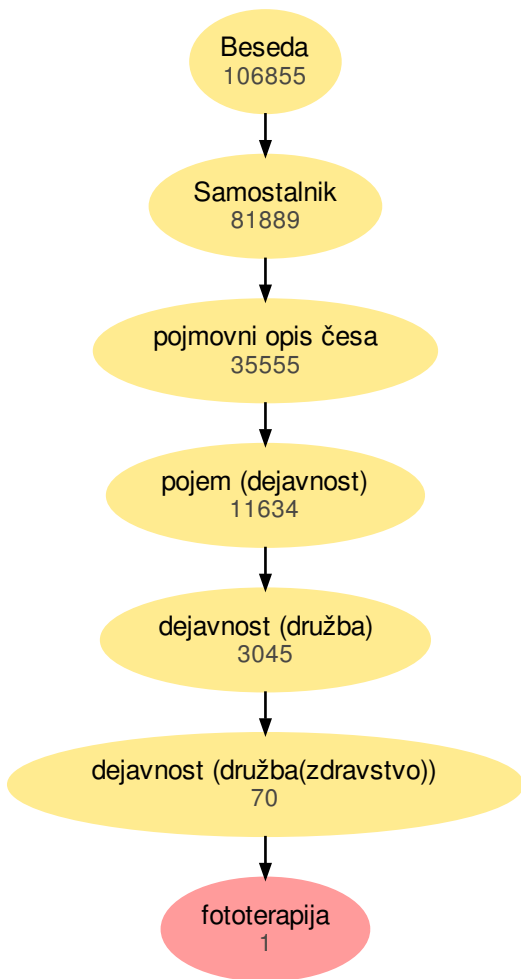 Beseda
106855
Samostalnik
81889
pojmovni opis česa
35555
pojem (dejavnost)
11634
dejavnost (družba)
3045
dejavnost (družba(zdravstvo))
70
fototerapija
1